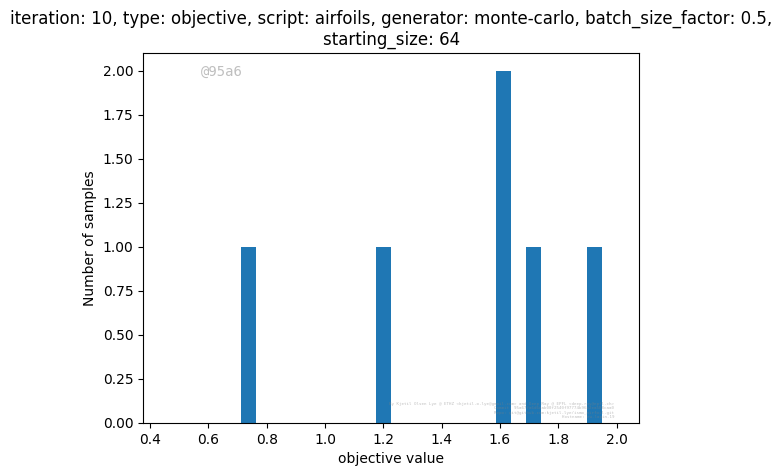 iteration: 10, type: objective, script: airfoils, generator: monte-carlo, batch_size_factor: 0.5,
starting_size: 64
@95a6
2.00
1.75
1.50
1.25
1.00
0.75
0.50
0.25
0.00
Number of samples
0.4 0.6 0.8 1.0 1.2 1.4 1.6 1.8 2.0
objective value